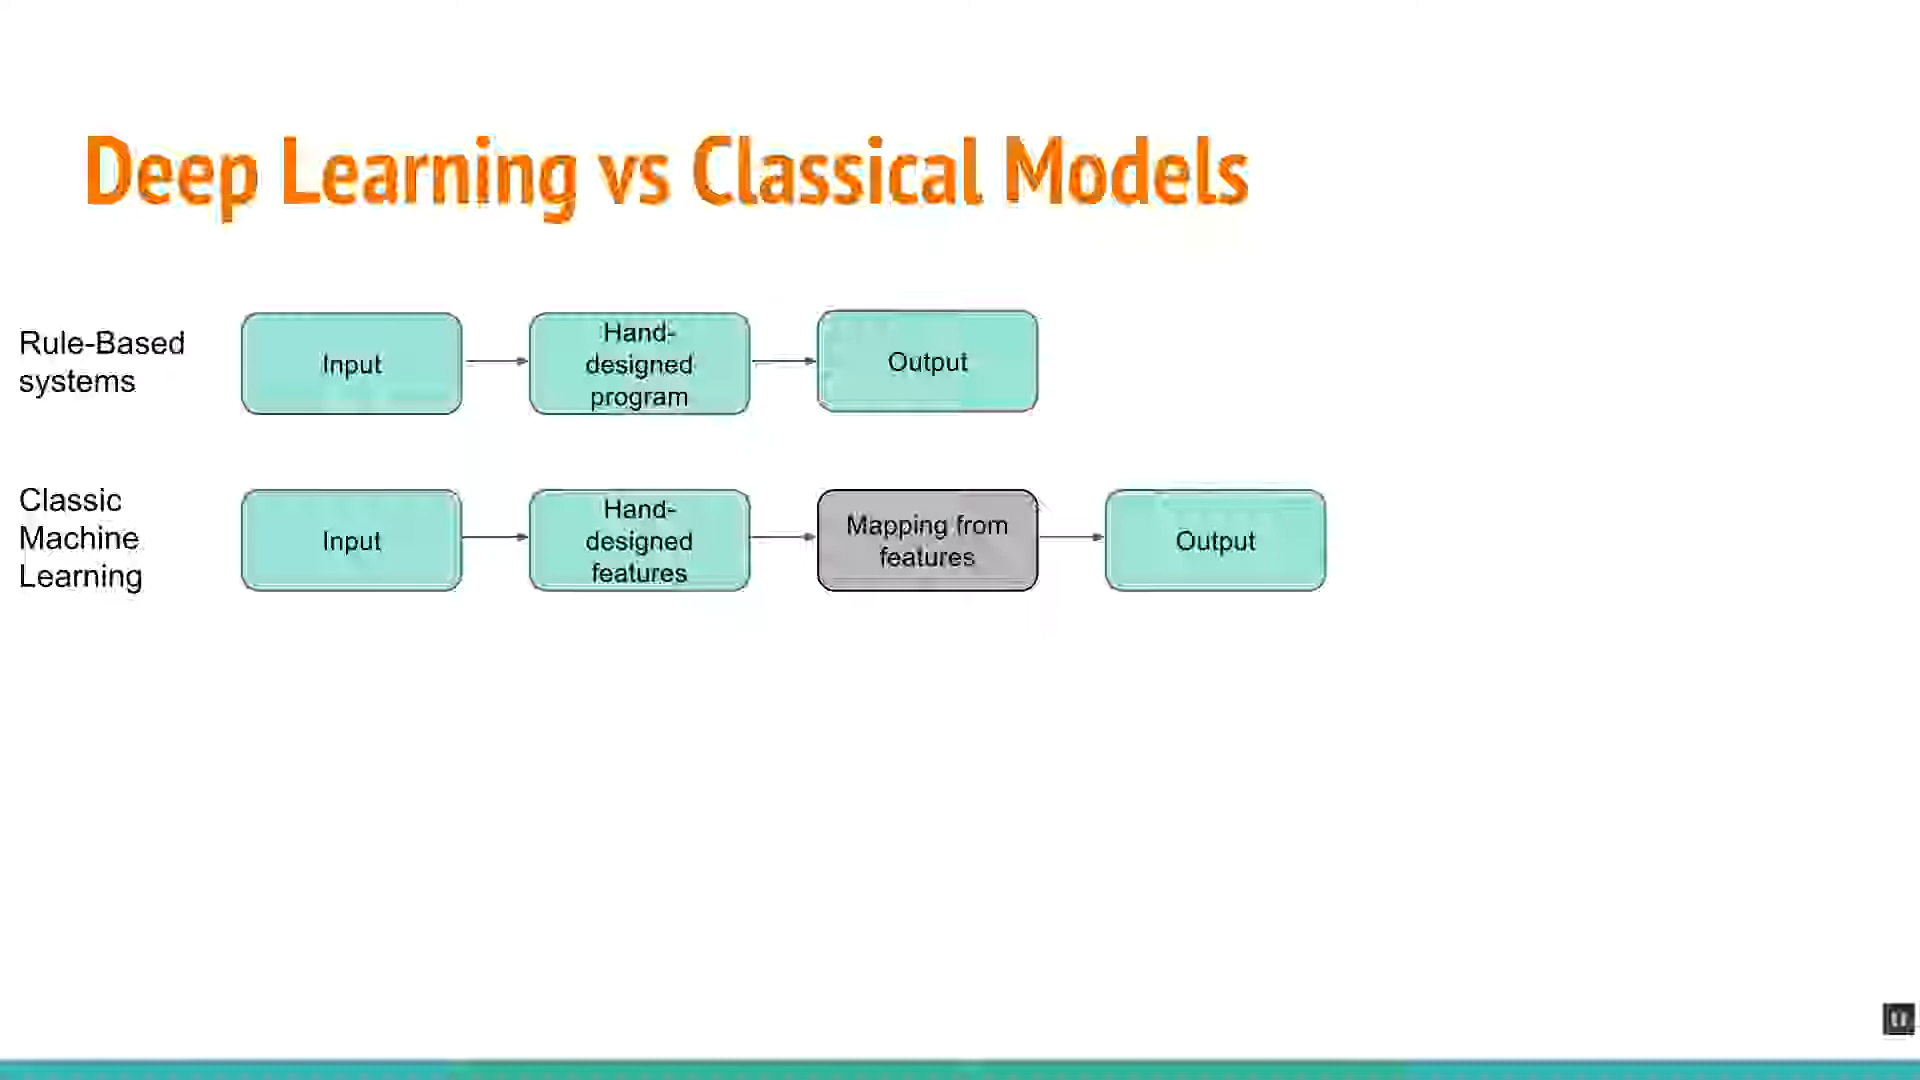 Deep Learning vs Classical Models
Rule-Based
systems
Input
Hand-
designed
program
Output
Classic
Machine
Learning
Input
Hand-
designed
features
Mapping from
features
Output